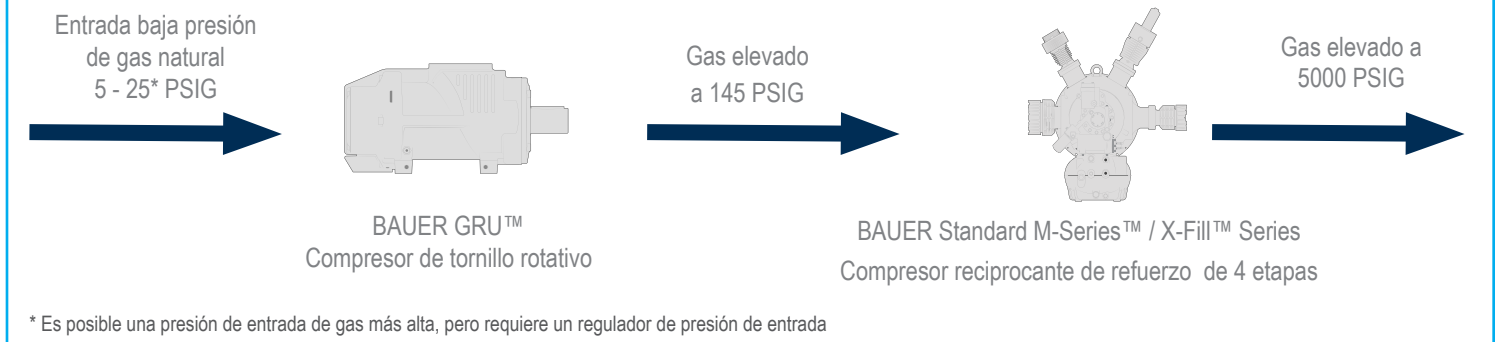 Entrada baja presión
de gas natural
5 - 25* PSIG
Gas elevado
a 145 PSIG
Gas elevado a
5000 PSIG
BAUER GRU™
Compresor de tornillo rotativo
BAUER Standard M-Series™ / X-Fill™ Series
Compresor reciprocante de refuerzo de 4 etapas
* Es posible una presión de entrada de gas más alta, pero requiere un regulador de presión de entrada